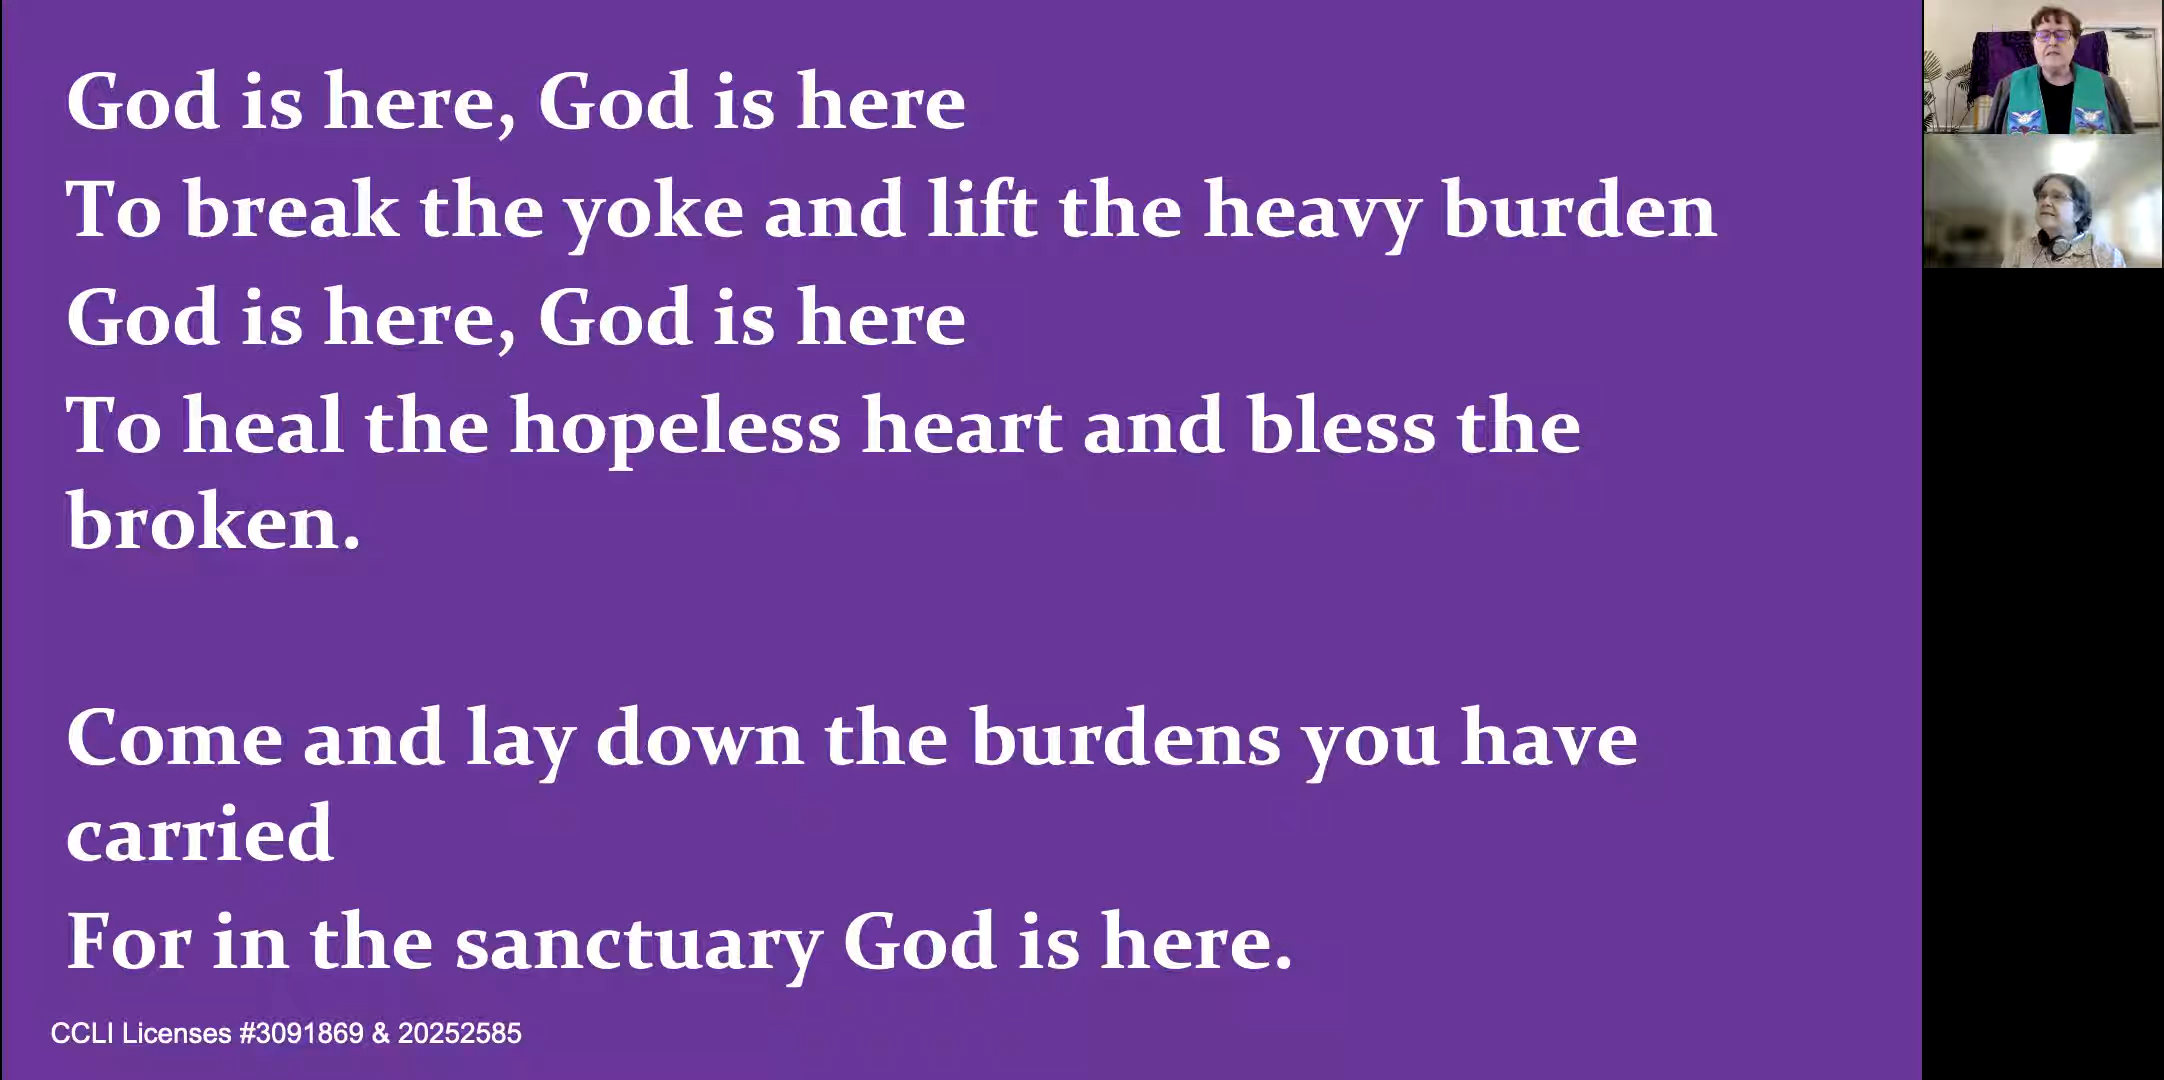 God is here, God is here
To break the yoke and lift the heavy burden
God is here, God is here
To heal the hopeless heart and bless the
broken.
Come and lay down the burdens you have
carried
For in the sanctuary God is here.
CCLI Licenses #3091869 & 20252585